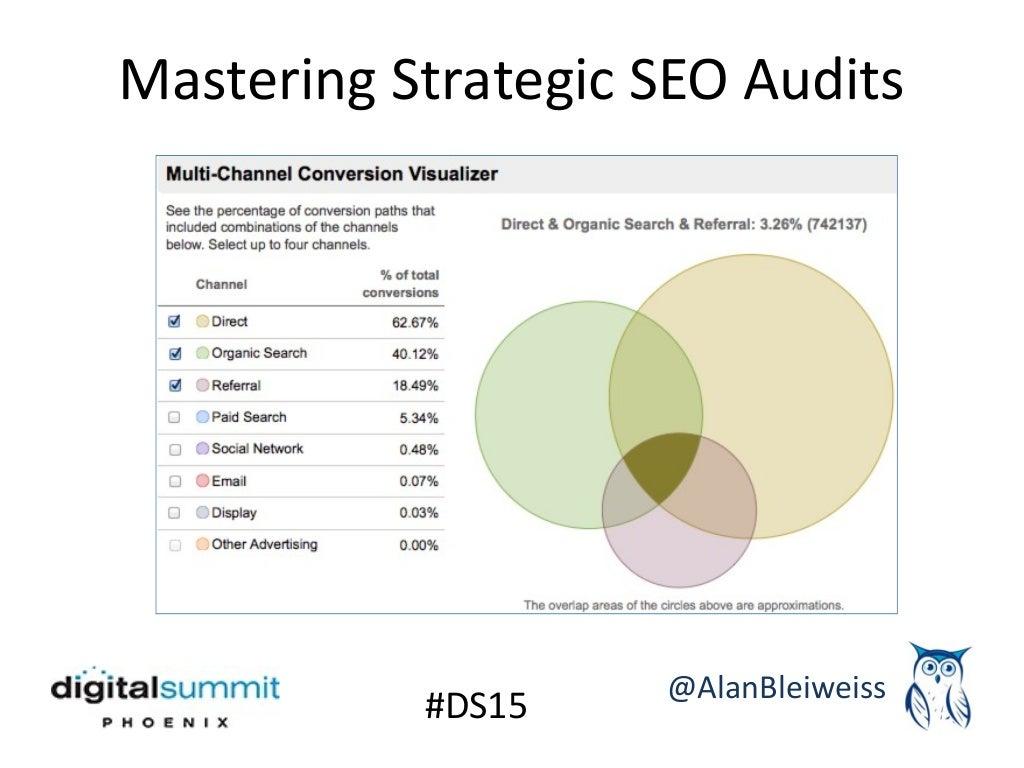 Mastering Strategic SEO Audits
Multi-Channel Conversion Visualizer
See the percentage of conversion paths that
included combinations of the channels
below. Select up to four channels.
Channel % of total conversions
Direct 62.67%
Organic Search 40.12%
Referral 18.49%
Paid Search 5.34%
Social Network 0.48%
Email 0.07%
Display 0.03%
Other Advertising 0.00%
Direct & Organic Search & Referral: 3.26% (742137)
The overlap areas of the circles above are approximations.
digitalsummit
PHOENIX
#DS15
@AlanBleiweiss